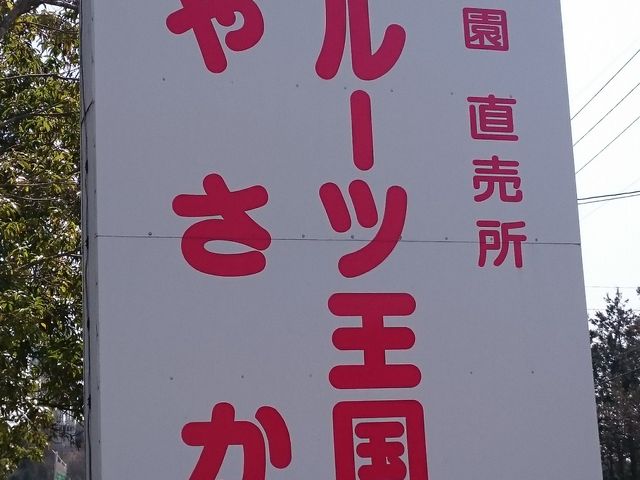 園 直売所
ルーツ王国
やさか